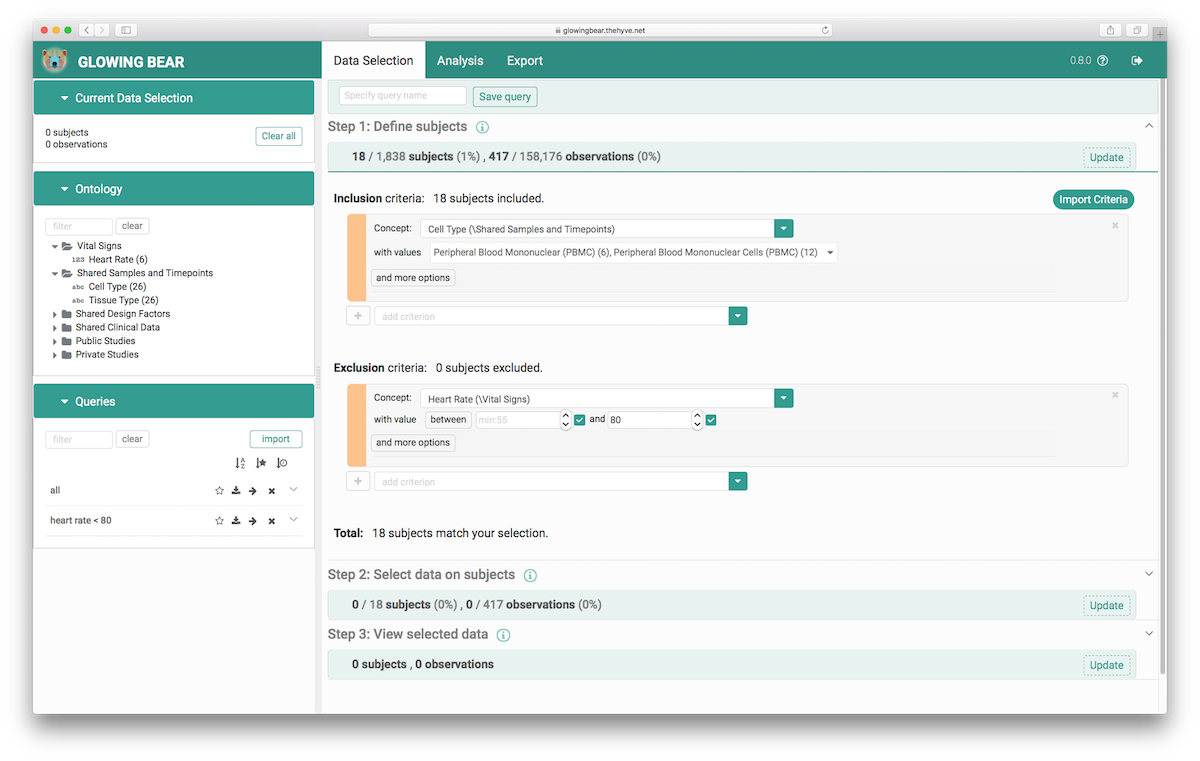 glowingbear.thehyve.net
GLOWING BEAR
Data Selection
Analysis
Export
0.8.0
Current Data Selection
0 subjects
0 observations
Clear all
Ontology
filter
clear
Vital Signs
123 Heart Rate (6)
Shared Samples and Timepoints
abc Cell Type (26)
abc Tissue Type (26)
Shared Design Factors
Shared Clinical Data
Public Studies
Private Studies
Queries
filter
clear
import
all
heart rate < 80
Specify query name
Save query
Step 1: Define subjects
18 / 1,838 subjects (1%) , 417 / 158,176 observations (0%)
Update
Inclusion criteria: 18 subjects included.
Import Criteria
Concept: Cell Type (\Shared Samples and Timepoints)
with values Peripheral Blood Mononuclear (PBMC) (6), Peripheral Blood Mononuclear Cells (PBMC) (12)
and more options
+ add criterion
Exclusion criteria: 0 subjects excluded.
Concept: Heart Rate (\Vital Signs)
with value between min:55 and 80
and more options
+ add criterion
Total: 18 subjects match your selection.
Step 2: Select data on subjects
0 / 18 subjects (0%) , 0 / 417 observations (0%)
Update
Step 3: View selected data
0 subjects , 0 observations
Update